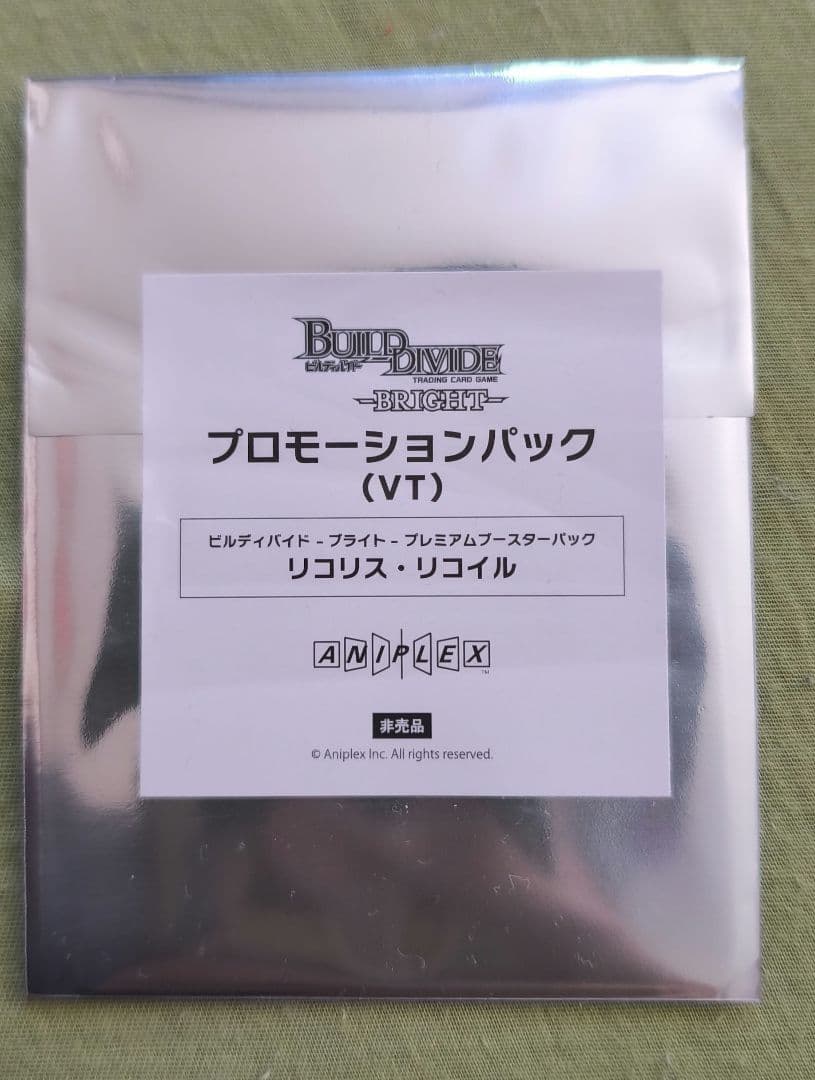 BUILD DIVIDE
ビルディバイド
TRADING CARD GAME
-BRIGHT-
プロモーションパック
(VT)
ビルディバイド - ブライト - プレミアムブースターパック
リコリス・リコイル
ANIPLEX
TM
非売品
© Aniplex Inc. All rights reserved.